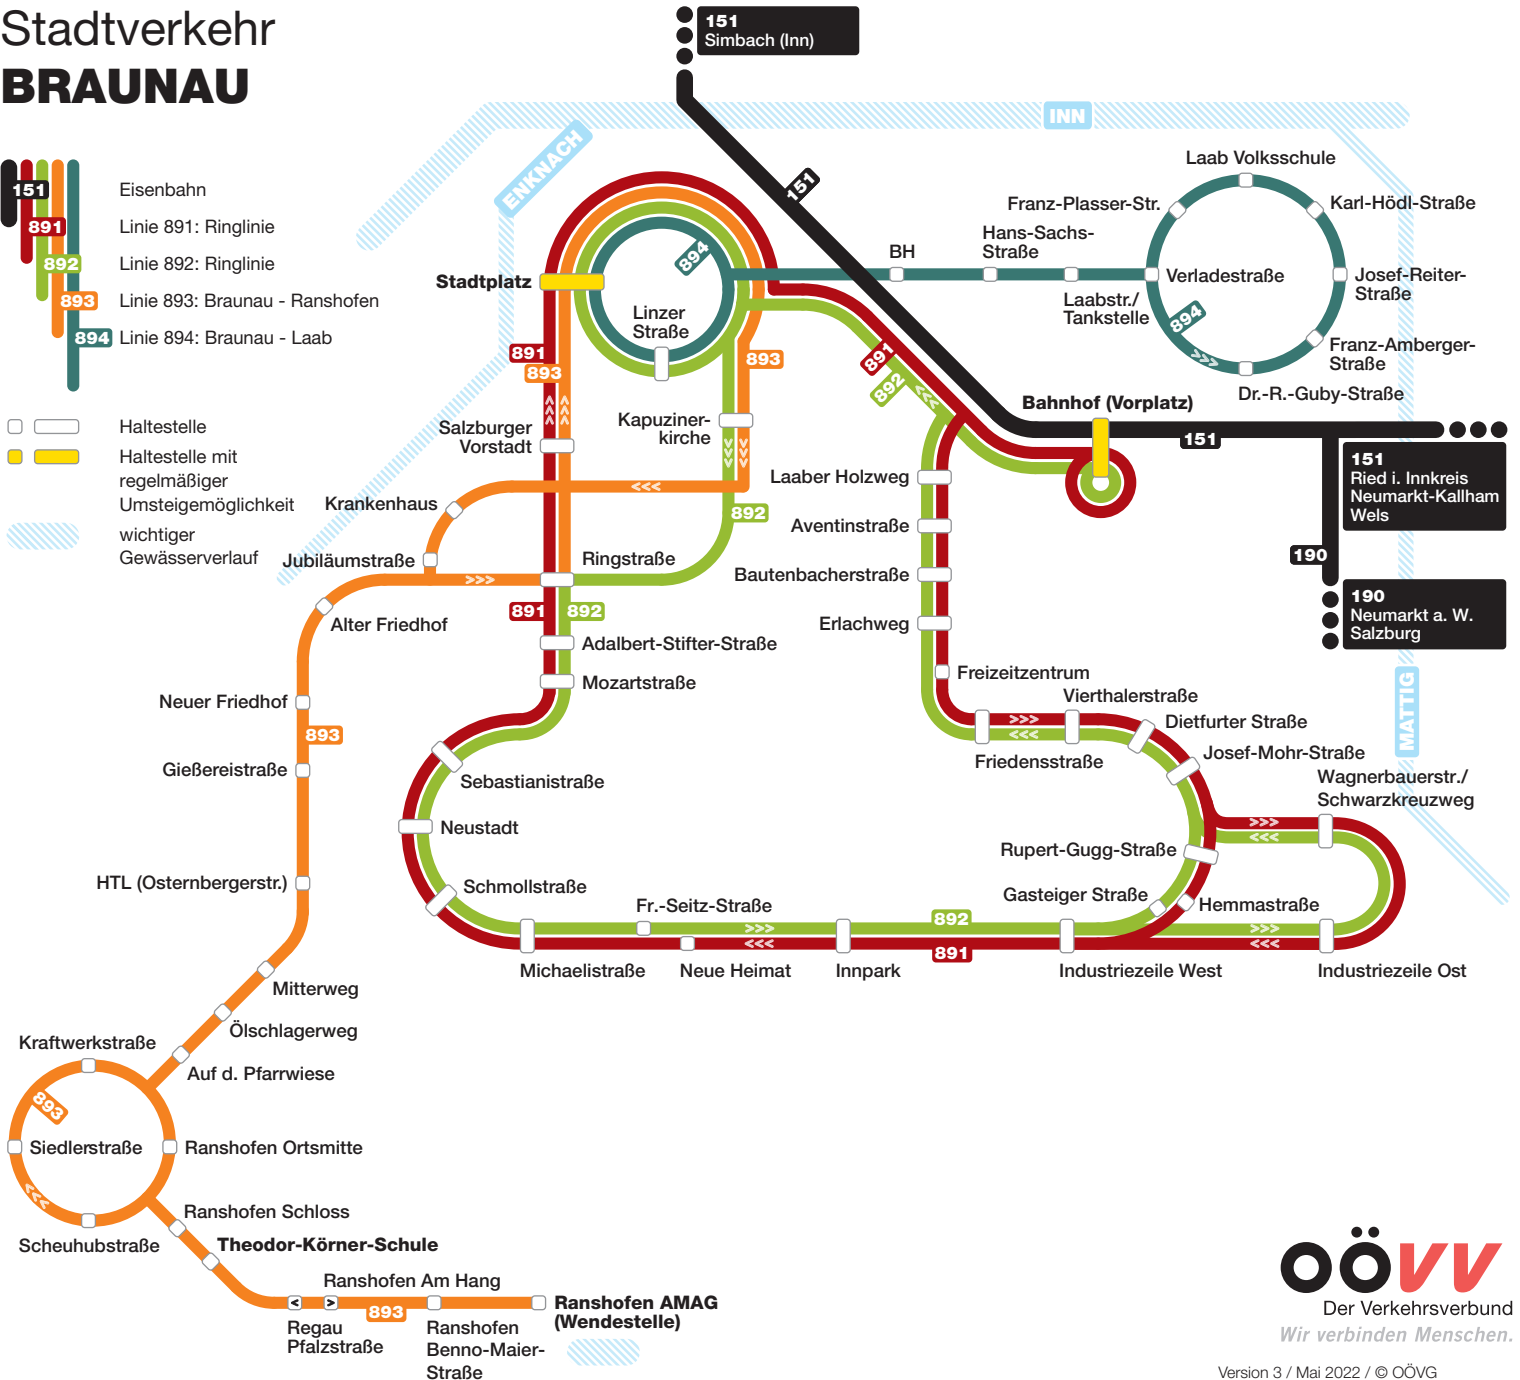 Stadtverkehr
BRAUNAU
151
Simbach (Inn)
INN
ENKNACH
151
151 Eisenbahn
891 Linie 891: Ringlinie
892 Linie 892: Ringlinie
893 Linie 893: Braunau - Ranshofen
894 Linie 894: Braunau - Laab
Haltestelle
Haltestelle mit
regelmäßiger
Umsteigemöglichkeit
wichtiger
Gewässerverlauf
Laab Volksschule
Franz-Plasser-Str.
Karl-Hödl-Straße
Hans-Sachs-
Straße
BH
894
Stadtplatz
Verladestraße
Josef-Reiter-
Straße
Laabstr./
Tankstelle
894
>>>
Linzer
Straße
Franz-Amberger-
Straße
Dr.-R.-Guby-Straße
891
893
893
891
892
<<<
<<<
<<<
Bahnhof (Vorplatz)
151
Salzburger
Vorstadt
Kapuziner-
kirche
>>>
>>>
151
Ried i. Innkreis
Neumarkt-Kallham
Wels
190
190
Neumarkt a. W.
Salzburg
MATTIG
Krankenhaus
<<<
892
Jubiläumstraße
>>>
Ringstraße
Alter Friedhof
891
892
Adalbert-Stifter-Straße
Mozartstraße
Laaber Holzweg
Aventinstraße
Bautenbacherstraße
Erlachweg
Freizeitzentrum
Vierthalerstraße
Dietfurter Straße
>>>
<<<
Friedensstraße
Josef-Mohr-Straße
Wagnerbauerstr./
Schwarzkreuzweg
>>>
<<<
Neuer Friedhof
893
Gießereistraße
Sebastianistraße
Neustadt
Rupert-Gugg-Straße
HTL (Osternbergerstr.)
Schmollstraße
Fr.-Seitz-Straße
Gasteiger Straße
Hemmastraße
892
>>>
>>>
<<<
<<<
891
Michaelistraße
Neue Heimat
Innpark
Industriezeile West
Industriezeile Ost
Mitterweg
Ölschlagerweg
Kraftwerkstraße
Auf d. Pfarrwiese
893
Siedlerstraße
Ranshofen Ortsmitte
<<<
Ranshofen Schloss
Scheuhubstraße
Theodor-Körner-Schule
Ranshofen Am Hang
<
>
893
Ranshofen AMAG
(Wendestelle)
Regau
Pfalzstraße
Ranshofen
Benno-Maier-
Straße
OÖVV
Der Verkehrsverbund
Wir verbinden Menschen.
Version 3 / Mai 2022 / © OÖVG